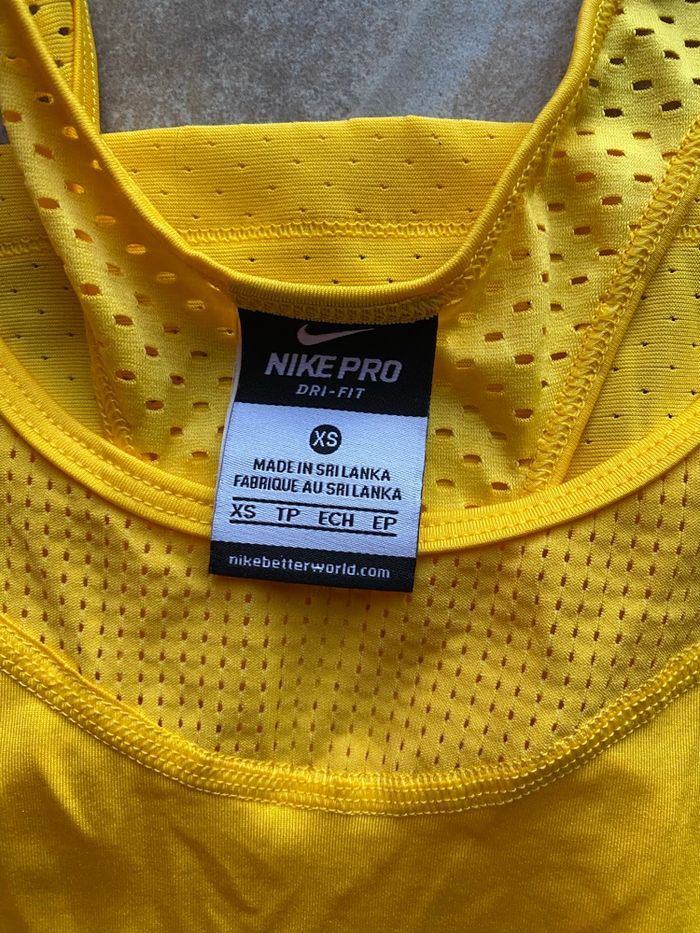 NIKE PRO
DRI-FIT
XS
MADE IN SRI LANKA
FABRIQUE AU SRI LANKA
XS TP ECH EP
nikebetterworld.com